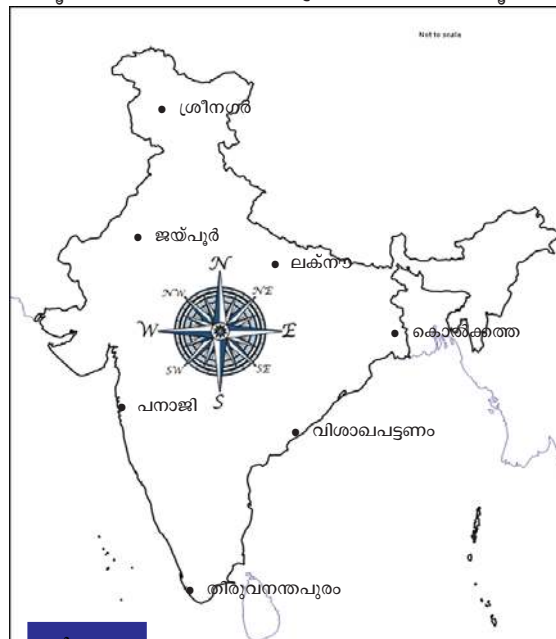 Not to scale
ശ്രീനഗർ
ജയ്പൂർ
ലക്നൗ
N
NW NE
W E
SW SE
S
കൊൽക്കത്ത
പനാജി
വിശാഖപട്ടണം
തിരുവനന്തപുരം